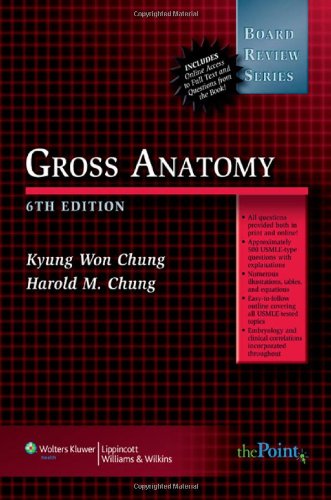 BOARD
REVIEW
SERIES
INCLUDES
Online Access
to Full Text and
Questions from
the Book!
GROSS ANATOMY
6TH EDITION
Kyung Won Chung
Harold M. Chung
• All questions
provided both in
print and online!
• Approximately
500 USMLE-type
questions with
explanations
• Numerous
illustrations, tables,
and equations
• Easy-to-follow
outline covering
all USMLE-tested
topics
• Embryology and
clinical correlations
incorporated
throughout
Wolters Kluwer
Health
Lippincott
Williams & Wilkins
thePoint